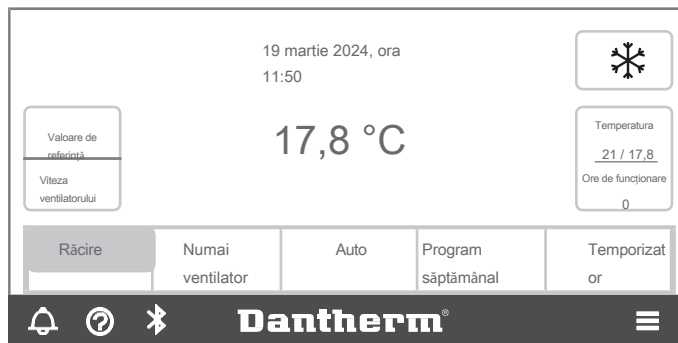 19 martie 2024, ora
11:50
17,8 °C
Valoare de
referință
Viteza
ventilatorului
Temperatura
21 / 17,8
Ore de funcționare
0
Răcire
Numai
ventilator
Auto
Program
săptămânal
Temporizat
or
Dantherm®